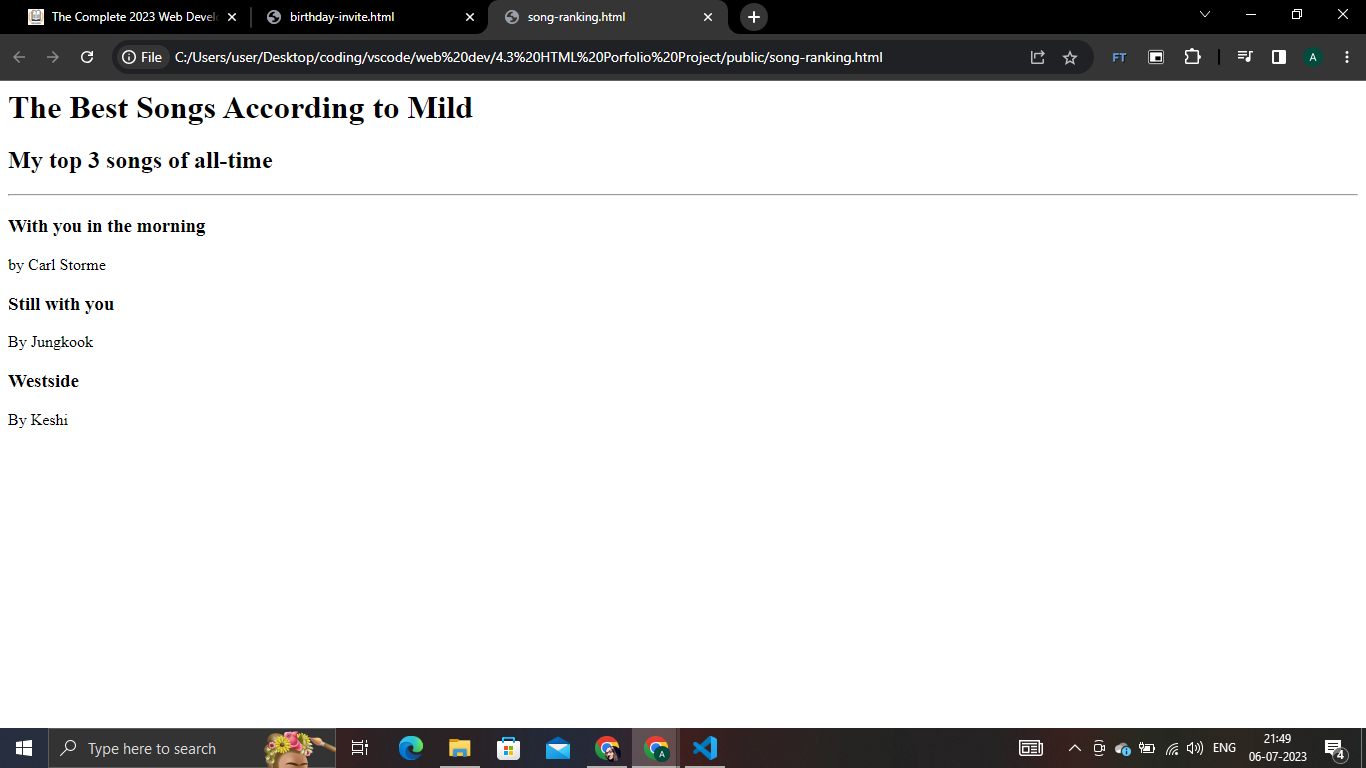 The Complete 2023 Web Devel
birthday-invite.html
song-ranking.html
File
C:/Users/user/Desktop/coding/vscode/web%20dev/4.3%20HTML%20Porfolio%20Project/public/song-ranking.html
FT
A
The Best Songs According to Mild
My top 3 songs of all-time
With you in the morning
by Carl Storme
Still with you
By Jungkook
Westside
By Keshi
Type here to search
A
ENG
21:49
06-07-2023
4